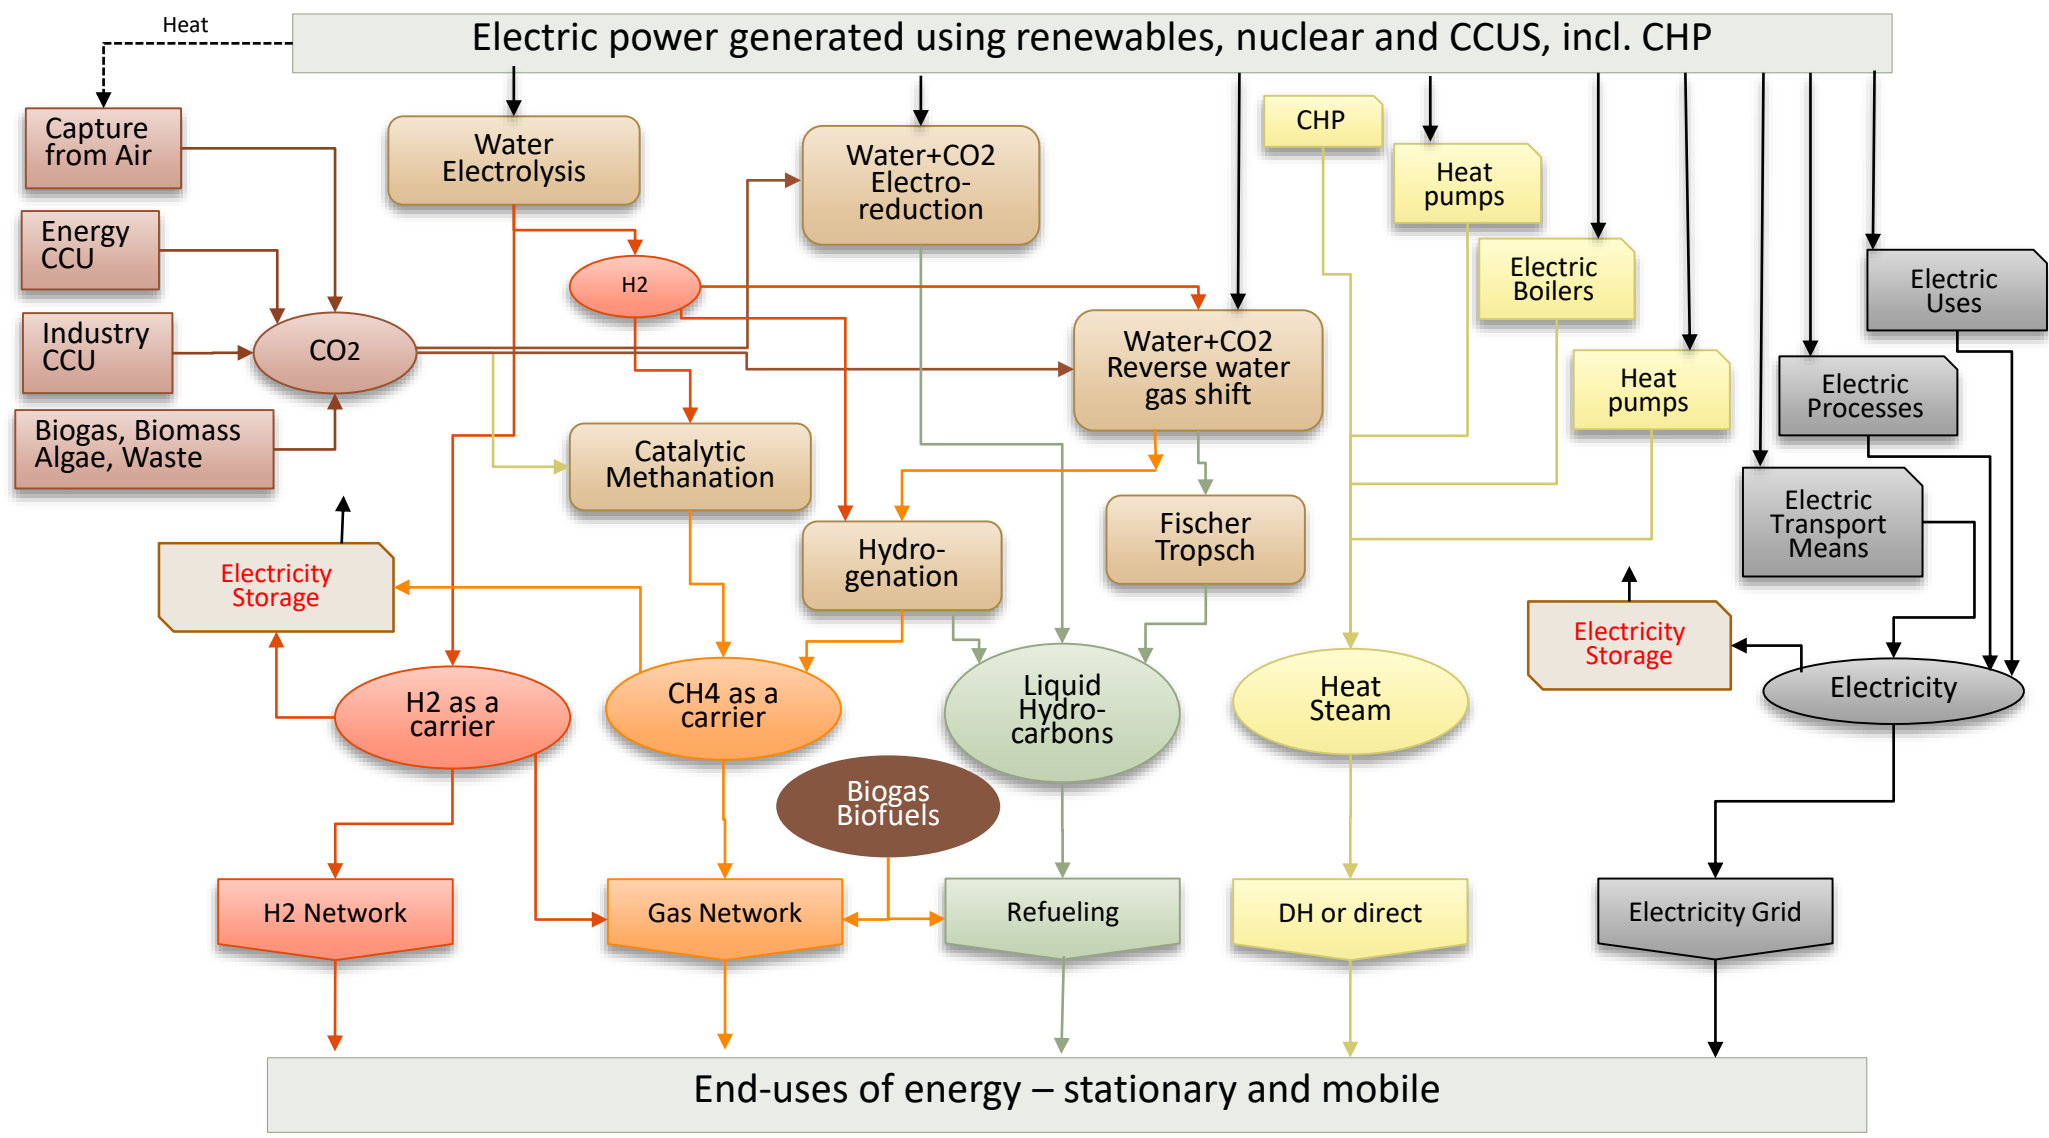 Heat
Electric power generated using renewables, nuclear and CCUS, incl. CHP
Capture
from Air
Water
Electrolysis
Water+CO2
Electro-
reduction
CHP
Heat
pumps
Energy
CCU
H2
Electric
Boilers
Electric
Uses
Industry
CCU
CO2
Water+CO2
Reverse water
gas shift
Heat
pumps
Electric
Processes
Biogas, Biomass
Algae, Waste
Catalytic
Methanation
Electric
Transport
Means
Hydro-
genation
Fischer
Tropsch
Electricity
Storage
Electricity
Storage
H2 as a
carrier
CH4 as a
carrier
Liquid
Hydro-
carbons
Heat
Steam
Electricity
Biogas
Biofuels
H2 Network
Gas Network
Refueling
DH or direct
Electricity Grid
End-uses of energy – stationary and mobile